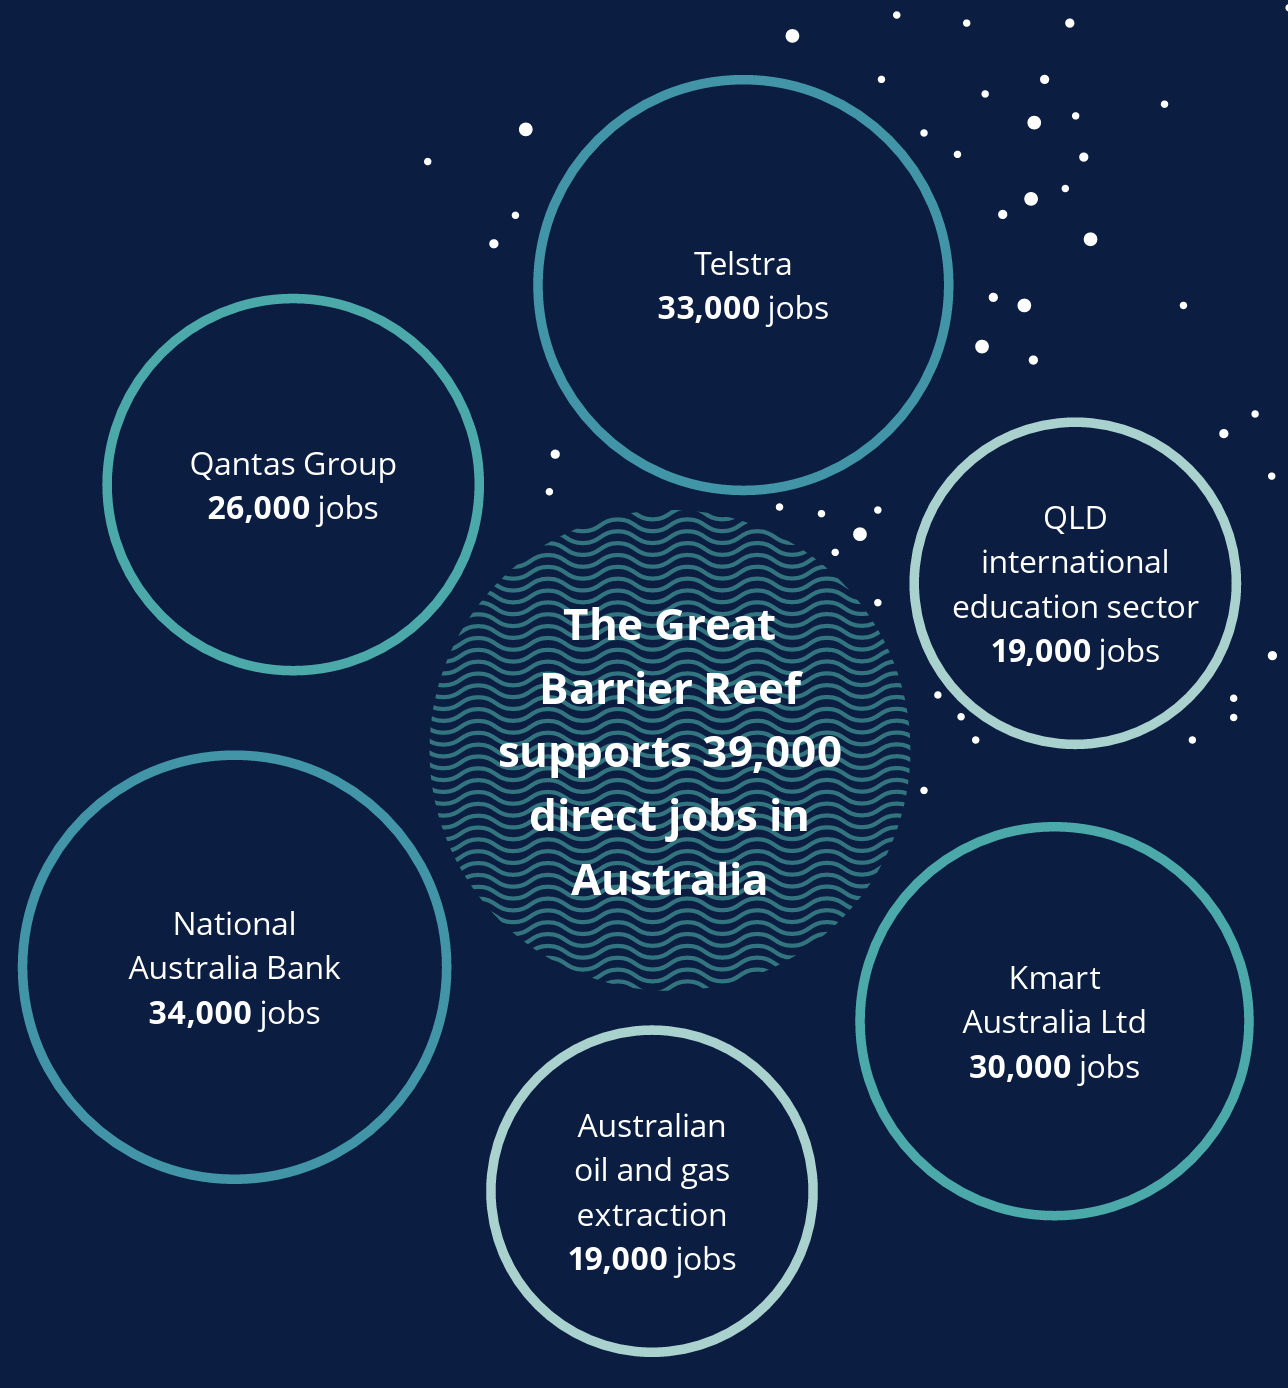 Telstra
33,000 jobs
Qantas Group
26,000 jobs
QLD
international
education sector
19,000 jobs
The Great
Barrier Reef
supports 39,000
direct jobs in
Australia
National
Australia Bank
34,000 jobs
Kmart
Australia Ltd
30,000 jobs
Australian
oil and gas
extraction
19,000 jobs